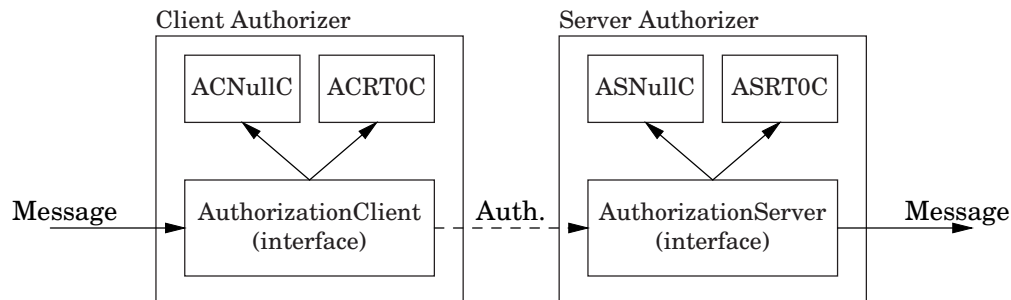 Client Authorizer
Server Authorizer
ACNullC
ACRT0C
ASNullC
ASRT0C
Message
AuthorizationClient
(interface)
Auth.
AuthorizationServer
(interface)
Message